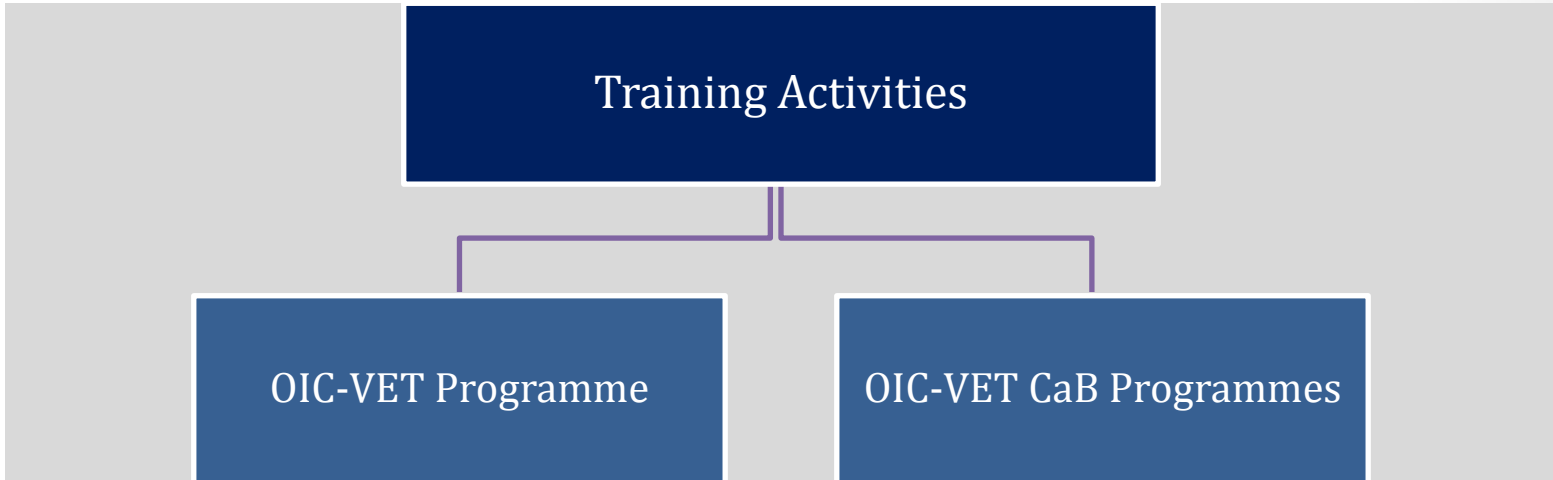 Training Activities
OIC-VET Programme
OIC-VET CaB Programmes